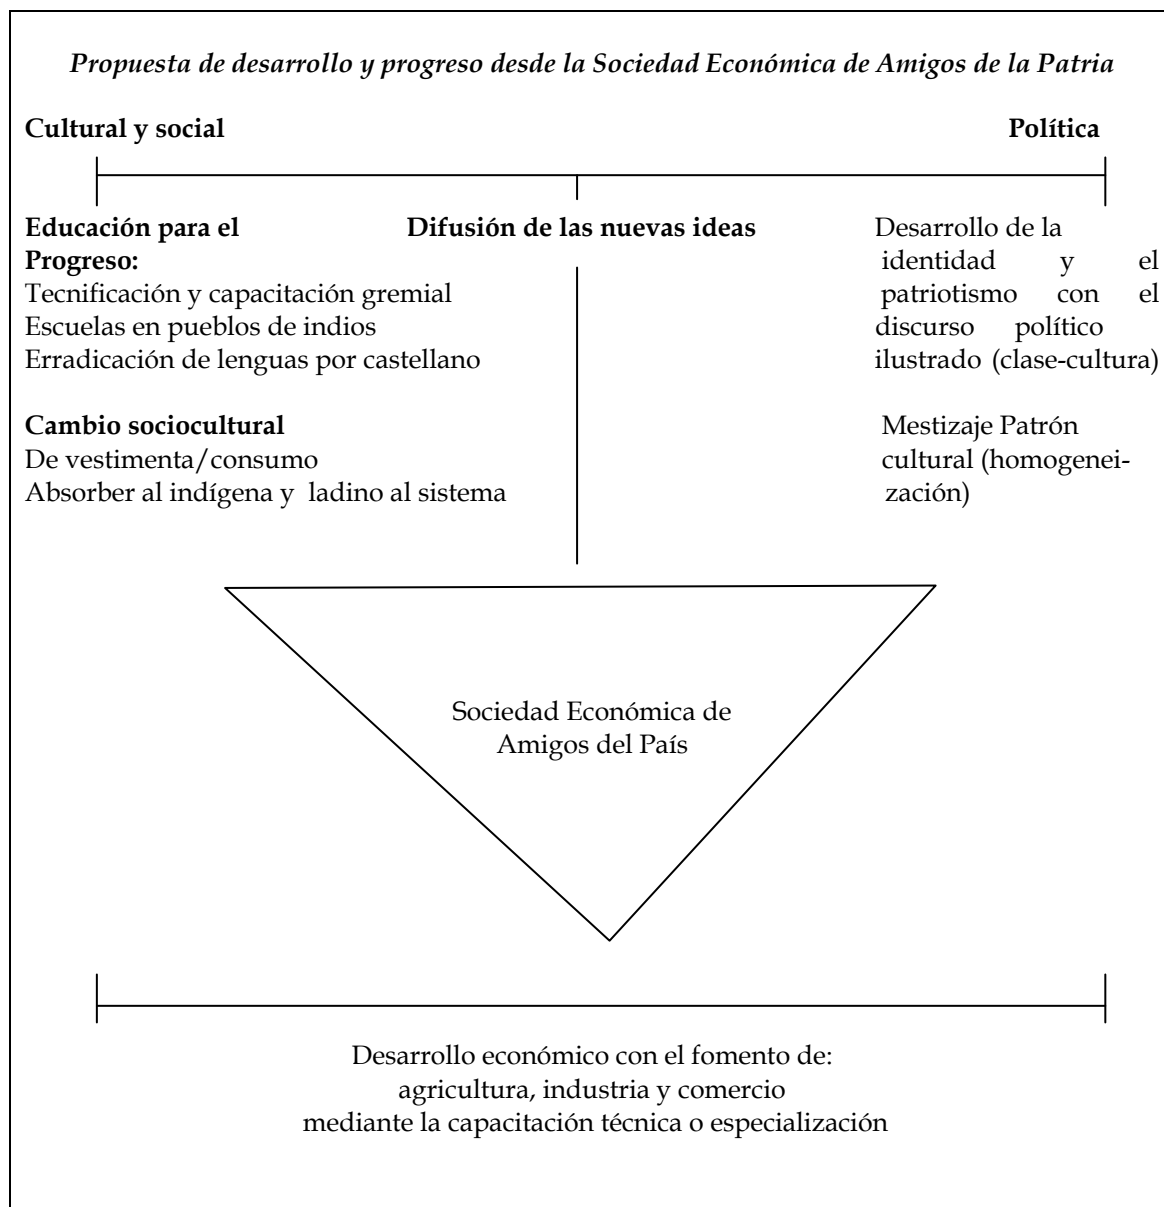 Propuesta de desarrollo y progreso desde la Sociedad Económica de Amigos de la Patria
Cultural y social
Política
Educación para el
Progreso:
Tecnificación y capacitación gremial
Escuelas en pueblos de indios
Erradicación de lenguas por castellano
Cambio sociocultural
De vestimenta/consumo
Absorber al indígena y ladino al sistema
Difusión de las nuevas ideas
Desarrollo de la
identidad y el
patriotismo con el
discurso político
ilustrado (clase-cultura)
Mestizaje Patrón
cultural (homogenei-
zación)
Sociedad Económica de
Amigos del País
Desarrollo económico con el fomento de:
agricultura, industria y comercio
mediante la capacitación técnica o especialización